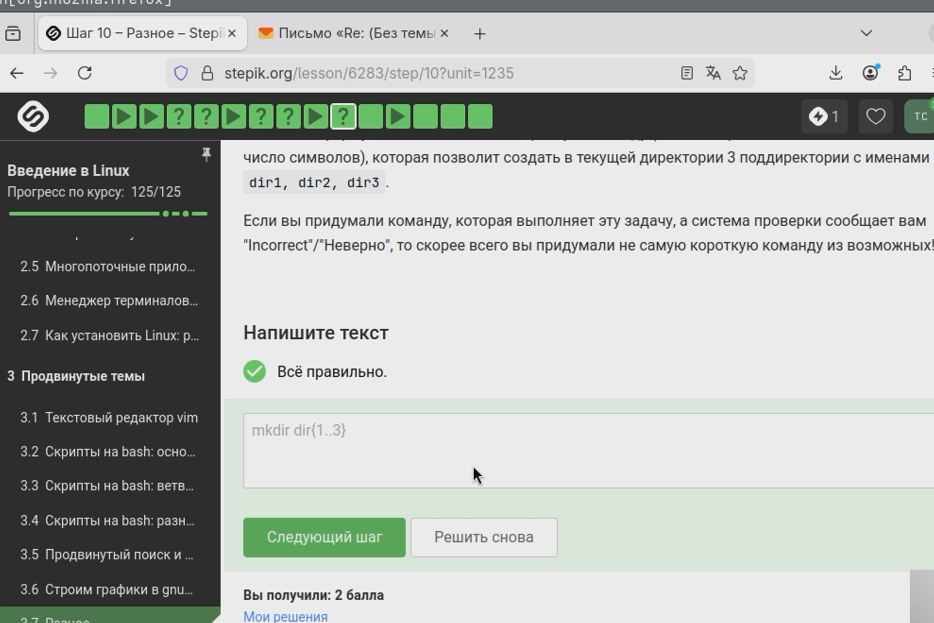 n[org.mozilla.firefox]
Шаг 10 – Разное – Stepi
Письмо «Re: (Без темы
stepik.org/lesson/6283/step/10?unit=1235
? ? ? ? ?
1
TC
Введение в Linux
Прогресс по курсу: 125/125
2.5 Многопоточные прило...
2.6 Менеджер терминалов...
2.7 Как установить Linux: р...
3 Продвинутые темы
3.1 Текстовый редактор vim
3.2 Скрипты на bash: осно...
3.3 Скрипты на bash: ветв...
3.4 Скрипты на bash: разн...
3.5 Продвинутый поиск и ...
3.6 Строим графики в gnu...
3.7 Разное
число символов), которая позволит создать в текущей директории 3 поддиректории с именами
dir1, dir2, dir3 .
Если вы придумали команду, которая выполняет эту задачу, а система проверки сообщает вам
"Incorrect"/"Неверно", то скорее всего вы придумали не самую короткую команду из возможных!
Напишите текст
Всё правильно.
mkdir dir{1..3}
Следующий шаг
Решить снова
Вы получили: 2 балла
Мои решения